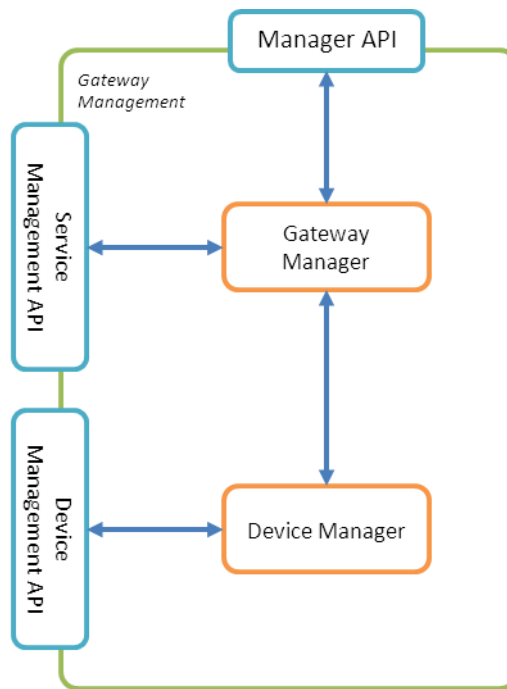 Manager API
Gateway
Management
Service
Management API
Gateway
Manager
Device
Management API
Device Manager